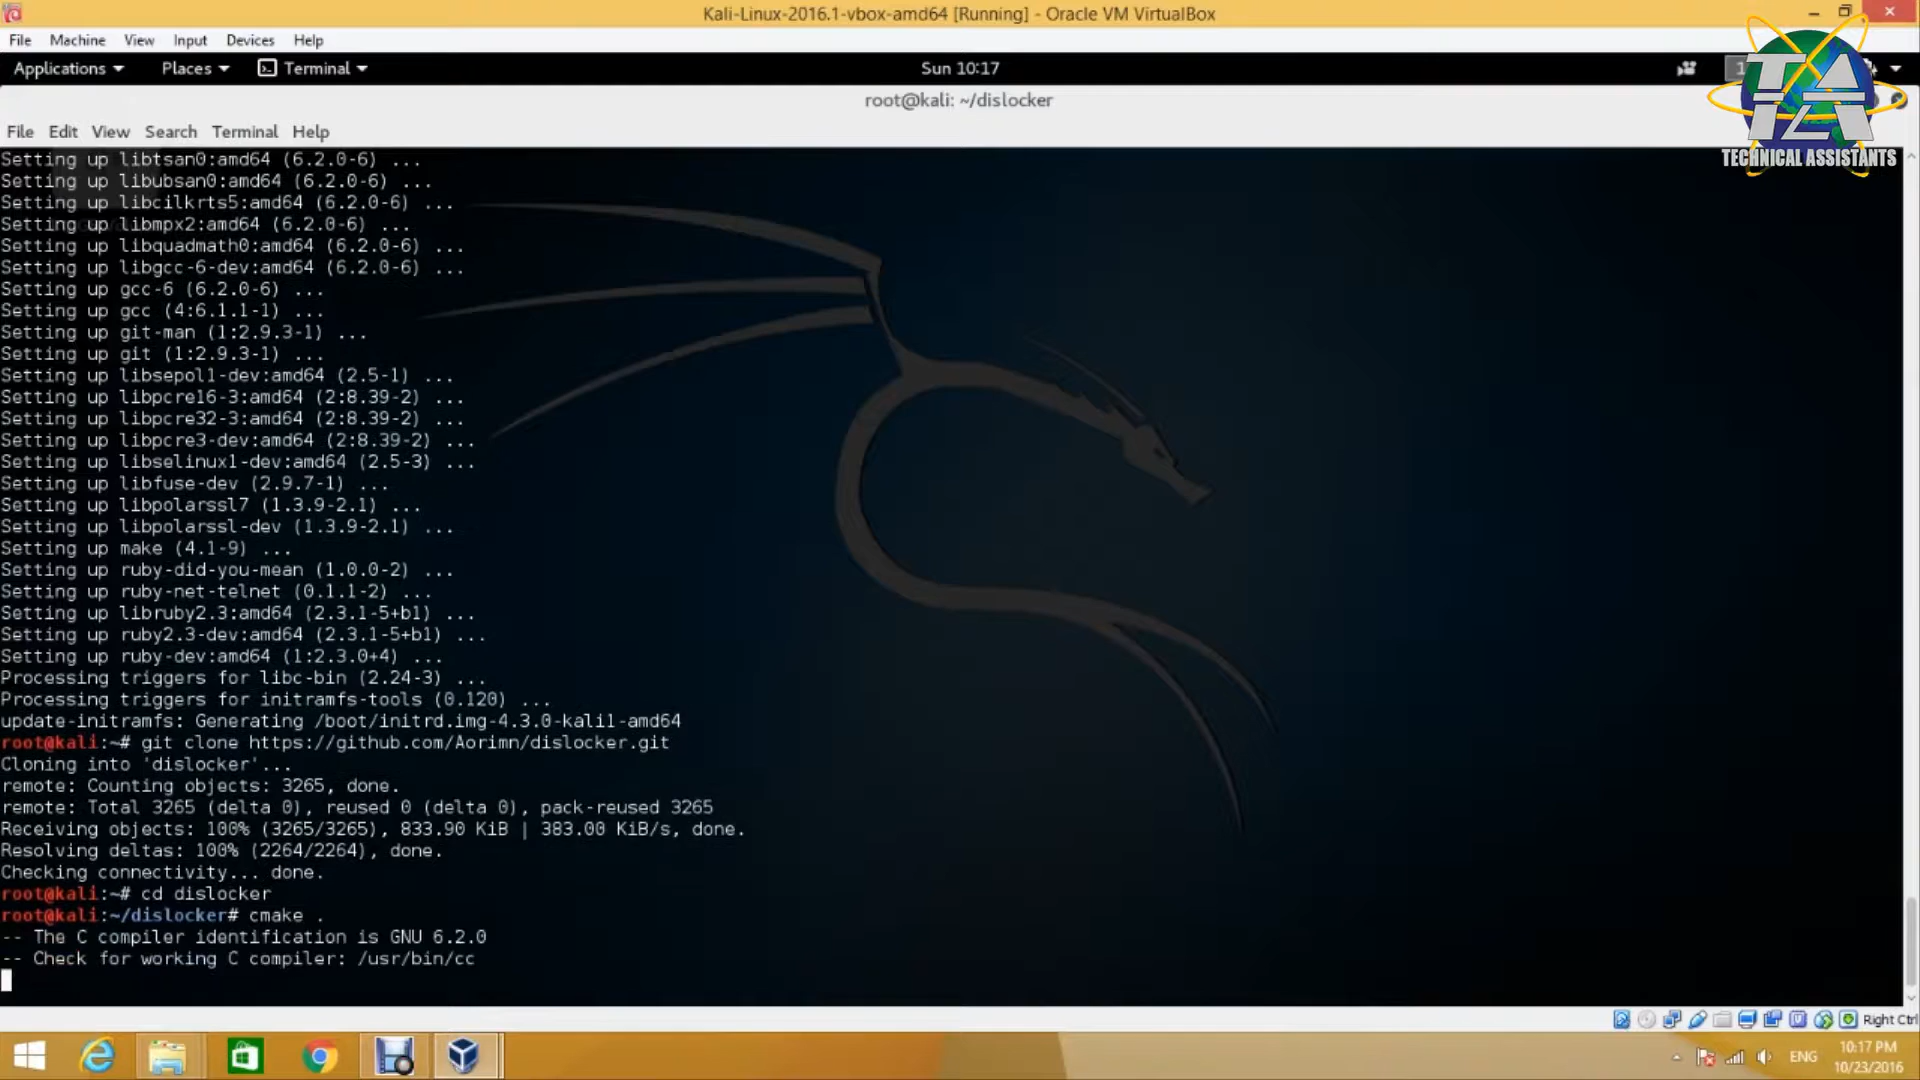 Kali-Linux-2016.1-vbox-amd64 [Running] - Oracle VM VirtualBox
File Machine View Input Devices Help
Applications Places Terminal Sun 10:17 1
root@kali: ~/dislocker
File Edit View Search Terminal Help
TA
TECHNICAL ASSISTANTS
Setting up libtsan0:amd64 (6.2.0-6) ...
Setting up libubsan0:amd64 (6.2.0-6) ...
Setting up libcilkrts5:amd64 (6.2.0-6) ...
Setting up libmpx2:amd64 (6.2.0-6) ...
Setting up libquadmath0:amd64 (6.2.0-6) ...
Setting up libgcc-6-dev:amd64 (6.2.0-6) ...
Setting up gcc-6 (6.2.0-6) ...
Setting up gcc (4:6.1.1-1) ...
Setting up git-man (1:2.9.3-1) ...
Setting up git (1:2.9.3-1) ...
Setting up libsepol1-dev:amd64 (2.5-1) ...
Setting up libpcre16-3:amd64 (2:8.39-2) ...
Setting up libpcre32-3:amd64 (2:8.39-2) ...
Setting up libpcre3-dev:amd64 (2:8.39-2) ...
Setting up libselinux1-dev:amd64 (2.5-3) ...
Setting up libfuse-dev (2.9.7-1) ...
Setting up libpolarssl7 (1.3.9-2.1) ...
Setting up libpolarssl-dev (1.3.9-2.1) ...
Setting up make (4.1-9) ...
Setting up ruby-did-you-mean (1.0.0-2) ...
Setting up ruby-net-telnet (0.1.1-2) ...
Setting up libruby2.3:amd64 (2.3.1-5+b1) ...
Setting up ruby2.3-dev:amd64 (2.3.1-5+b1) ...
Setting up ruby-dev:amd64 (1:2.3.0+4) ...
Processing triggers for libc-bin (2.24-3) ...
Processing triggers for initramfs-tools (0.120) ...
update-initramfs: Generating /boot/initrd.img-4.3.0-kali1-amd64
root@kali:~# git clone https://github.com/Aorimn/dislocker.git
Cloning into 'dislocker'...
remote: Counting objects: 3265, done.
remote: Total 3265 (delta 0), reused 0 (delta 0), pack-reused 3265
Receiving objects: 100% (3265/3265), 833.90 KiB | 383.00 KiB/s, done.
Resolving deltas: 100% (2264/2264), done.
Checking connectivity... done.
root@kali:~# cd dislocker
root@kali:~/dislocker# cmake .
-- The C compiler identification is GNU 6.2.0
-- Check for working C compiler: /usr/bin/cc
Right Ctrl
ENG
10:17 PM
10/23/2016